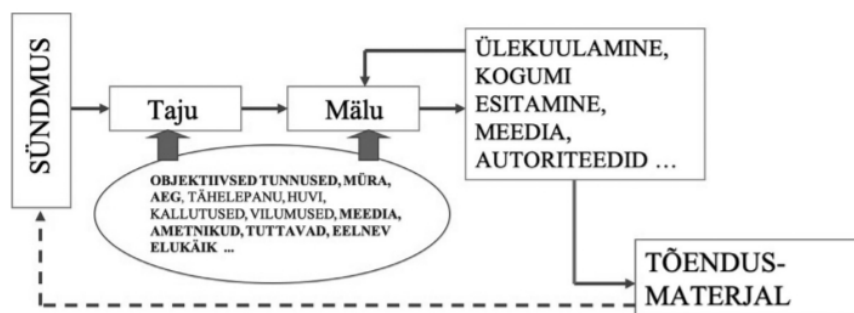 SÜNDMUS
Taju
Mälu
ÜLEKUULAMINE,
KOGUMI
ESITAMINE,
MEEDIA,
AUTORITEEDID ...
OBJEKTIIVSED TUNNUSED, MÜRA,
AEG, TÄHELEPANU, HUVI,
KALLUTUSED, VILUMUSED, MEEDIA,
AMETNIKUD, TUTTAVAD, EELNEV
ELUKÄIK ...
TÕENDUS-
MATERJAL